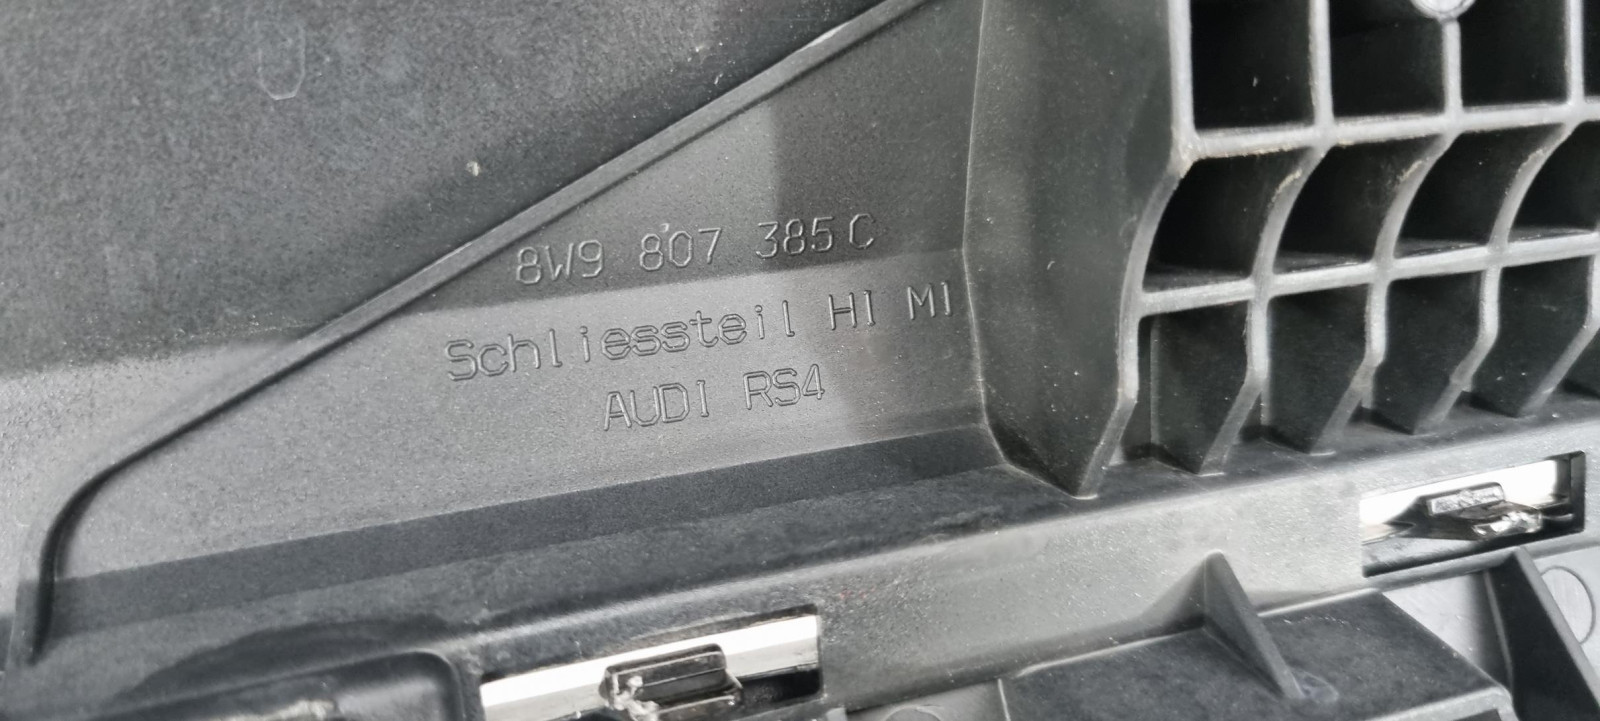 8W9 807 385 C
Schliessteil HI MI
AUDI RS4